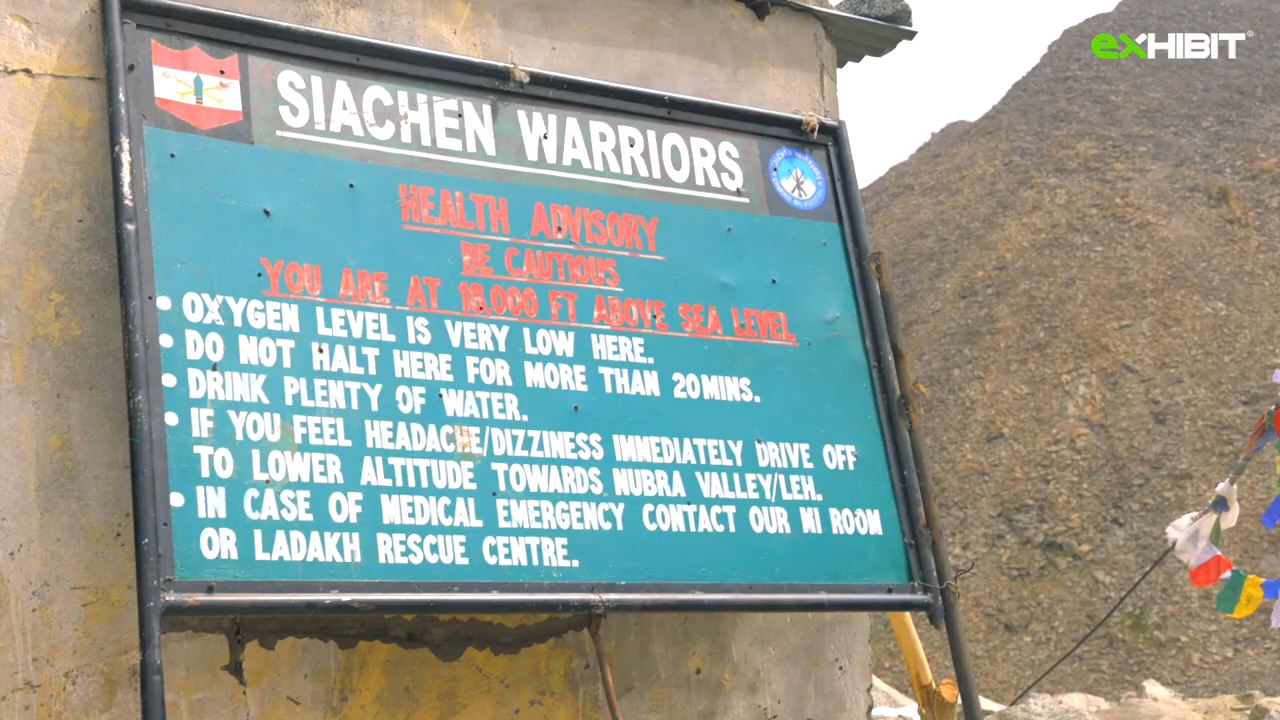 exHIBIT®
SIACHEN WARRIORS
SIACHEN WARRIORS
HEALTH ADVISORY
BE CAUTIOUS
YOU ARE AT 18,000 FT ABOVE SEA LEVEL
• OXYGEN LEVEL IS VERY LOW HERE.
• DO NOT HALT HERE FOR MORE THAN 20MINS.
• DRINK PLENTY OF WATER.
• IF YOU FEEL HEADACHE/DIZZINESS IMMEDIATELY DRIVE OFF
TO LOWER ALTITUDE TOWARDS NUBRA VALLEY/LEH.
• IN CASE OF MEDICAL EMERGENCY CONTACT OUR MI ROOM
OR LADAKH RESCUE CENTRE.